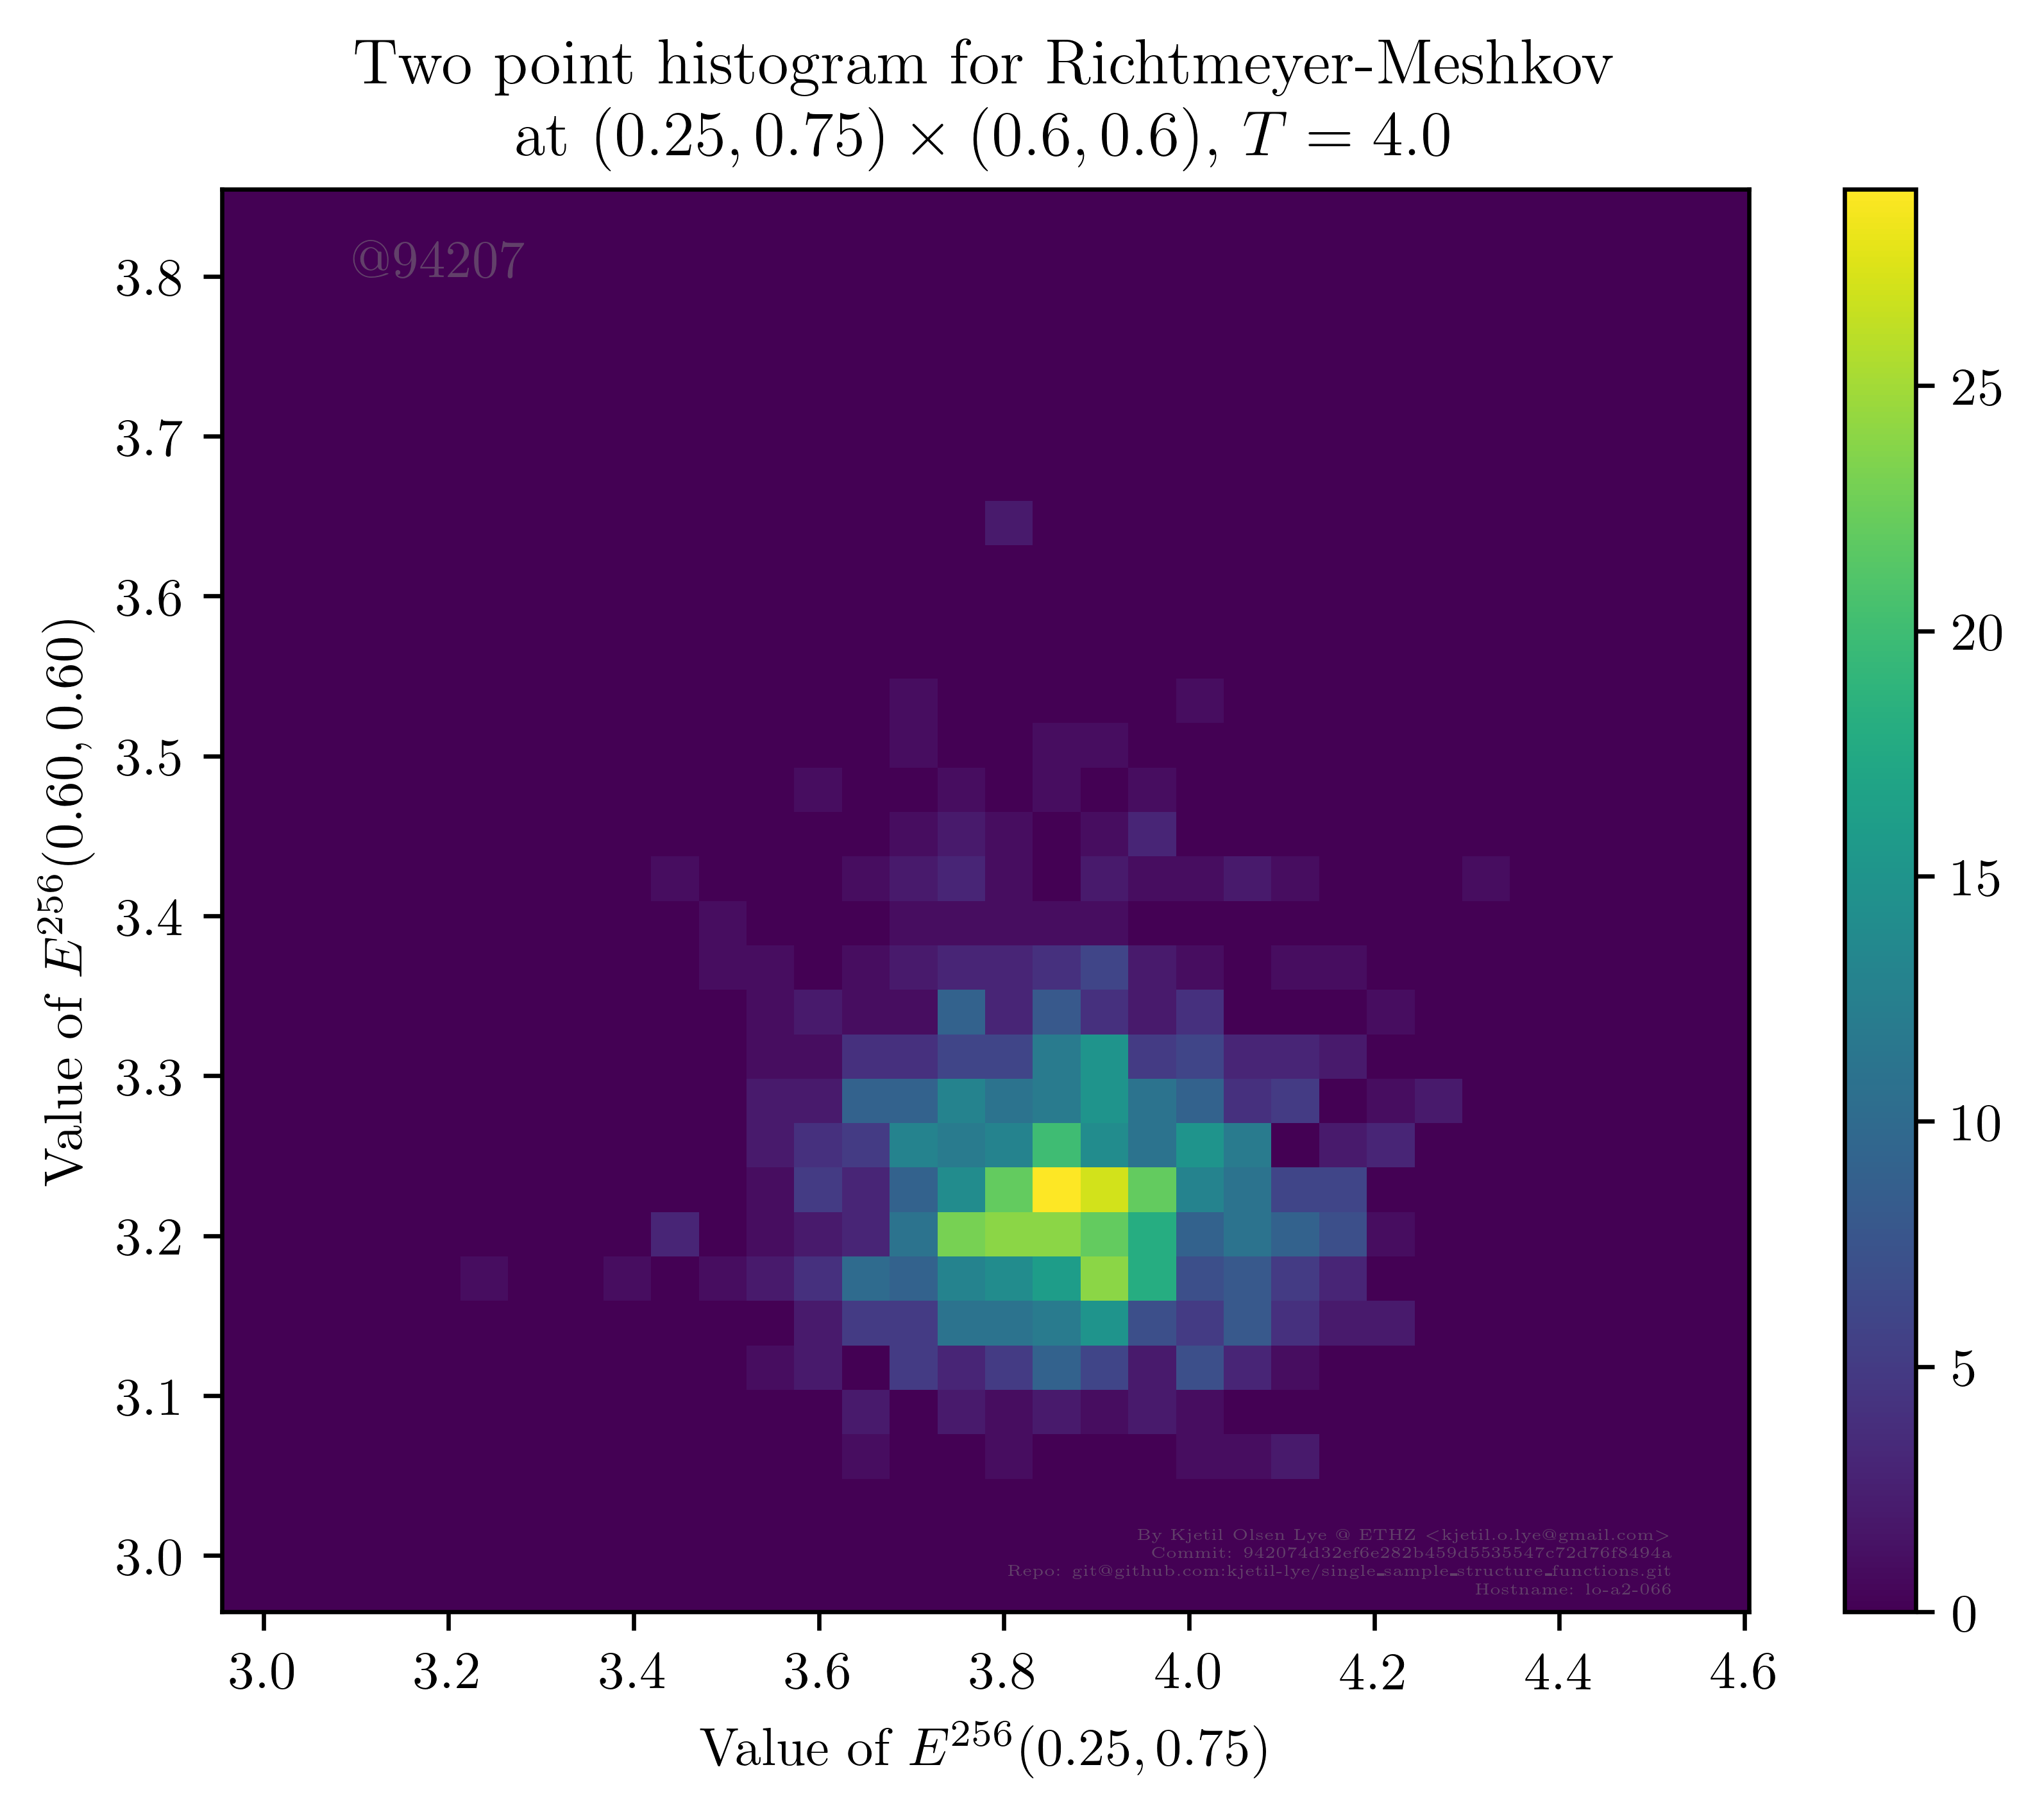 Two point histogram for Richtmeyer-Meshkov
at (0.25, 0.75) × (0.6, 0.6), T = 4.0
@94207
3.8
3.7
3.6
3.5
3.4
3.3
3.2
3.1
3.0
Value of E^256(0.60, 0.60)
25
20
15
10
5
0
By Kjetil Olsen Lye @ ETHZ <kjetil.o.lye@gmail.com>
Commit: 942074d32ef6e282b459d5535547c72d76f8494a
Repo: git@github.com:kjetil-lye/single_sample_structure_functions.git
Hostname: lo-a2-066
3.0 3.2 3.4 3.6 3.8 4.0 4.2 4.4 4.6
Value of E^256(0.25, 0.75)